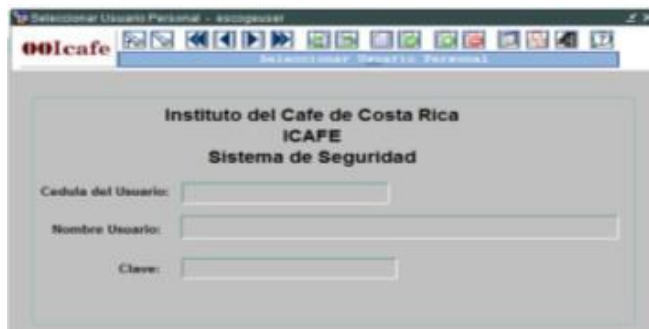 Seleccionar Usuario Personal - escogeuser
00Icafe
Seleccionar Usuario Personal
Instituto del Cafe de Costa Rica
ICAFE
Sistema de Seguridad
Cedula del Usuario:
Nombre Usuario:
Clave: